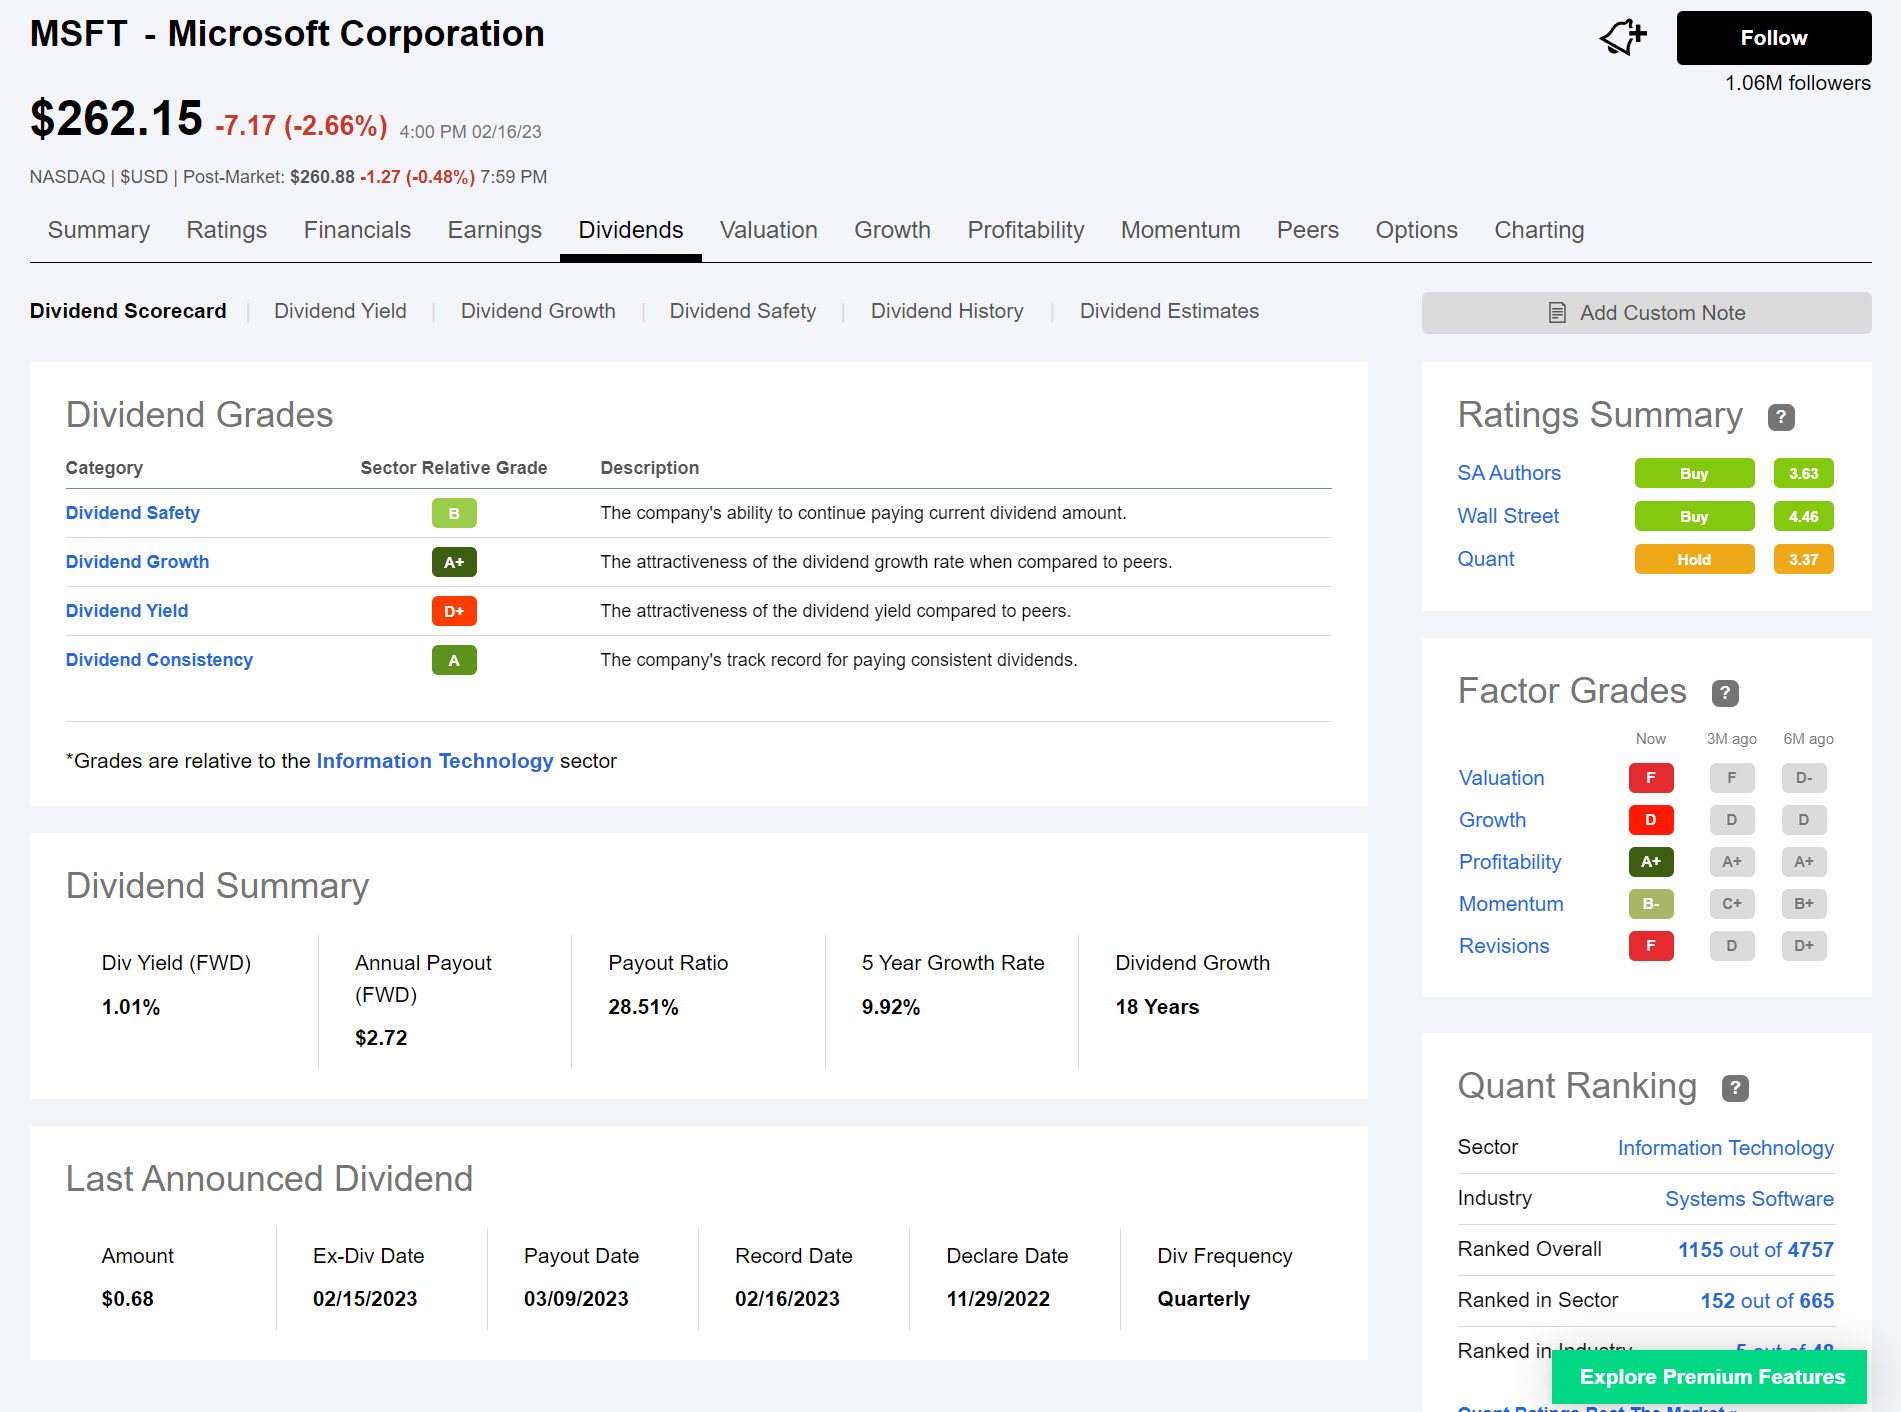 MSFT - Microsoft Corporation
Follow
1.06M followers
$262.15 -7.17 (-2.66%) 4:00 PM 02/16/23
NASDAQ | $USD | Post-Market: $260.88 -1.27 (-0.48%) 7:59 PM
Summary Ratings Financials Earnings Dividends Valuation Growth Profitability Momentum Peers Options Charting
Dividend Scorecard | Dividend Yield | Dividend Growth | Dividend Safety | Dividend History | Dividend Estimates
Add Custom Note
Dividend Grades
Category Sector Relative Grade Description
Dividend Safety B The company's ability to continue paying current dividend amount.
Dividend Growth A+ The attractiveness of the dividend growth rate when compared to peers.
Dividend Yield D+ The attractiveness of the dividend yield compared to peers.
Dividend Consistency A The company's track record for paying consistent dividends.
*Grades are relative to the Information Technology sector
Dividend Summary
Div Yield (FWD)
1.01%
Annual Payout
(FWD)
$2.72
Payout Ratio
28.51%
5 Year Growth Rate
9.92%
Dividend Growth
18 Years
Last Announced Dividend
Amount
$0.68
Ex-Div Date
02/15/2023
Payout Date
03/09/2023
Record Date
02/16/2023
Declare Date
11/29/2022
Div Frequency
Quarterly
Ratings Summary ?
SA Authors Buy 3.63
Wall Street Buy 4.46
Quant Hold 3.37
Factor Grades ?
Now 3M ago 6M ago
Valuation F F D-
Growth D D D
Profitability A+ A+ A+
Momentum B- C+ B+
Revisions F D D+
Quant Ranking ?
Sector Information Technology
Industry Systems Software
Ranked Overall 1155 out of 4757
Ranked in Sector 152 out of 665
Ranked in Industry 5 out of 48
Explore Premium Features
Quant Ratings Beat The Market »